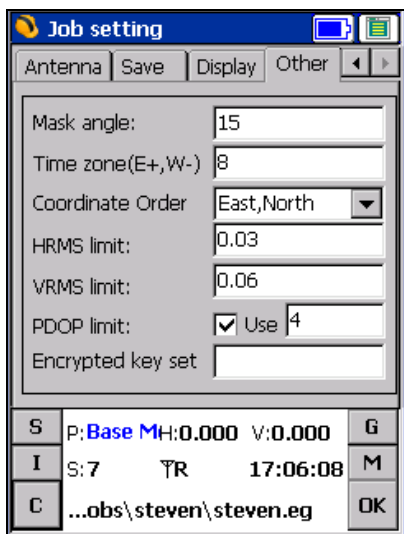 Job setting
Antenna Save Display Other
Mask angle: 15
Time zone(E+,W-) 8
Coordinate Order East,North
HRMS limit: 0.03
VRMS limit: 0.06
PDOP limit: Use 4
Encrypted key set
S P:Base MH:0.000 V:0.000 G
I S:7 R 17:06:08 M
C ...obs\steven\steven.eg OK